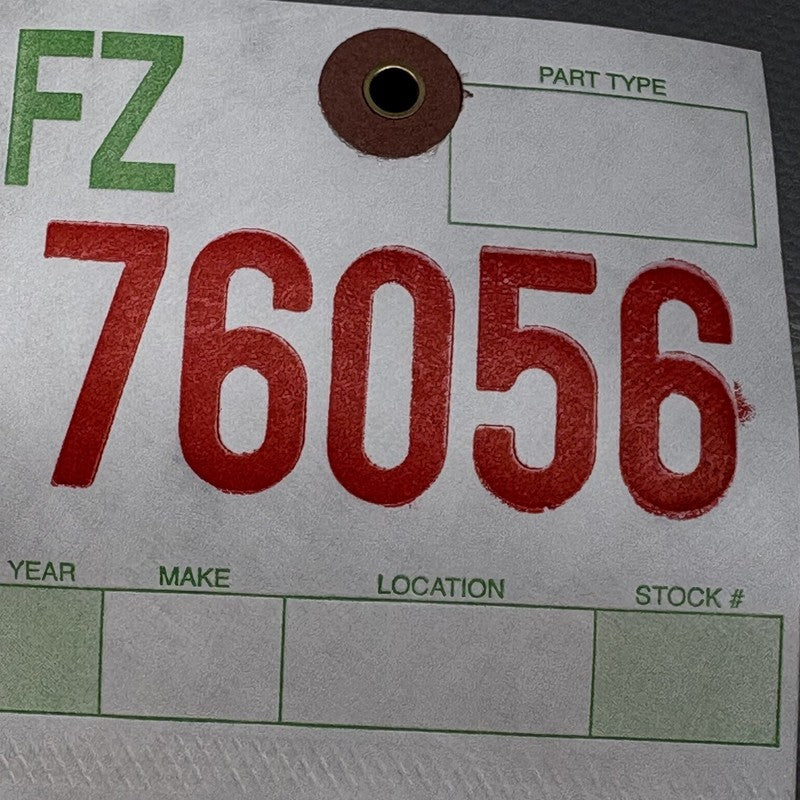 FZ
PART TYPE
76056
YEAR MAKE LOCATION STOCK #